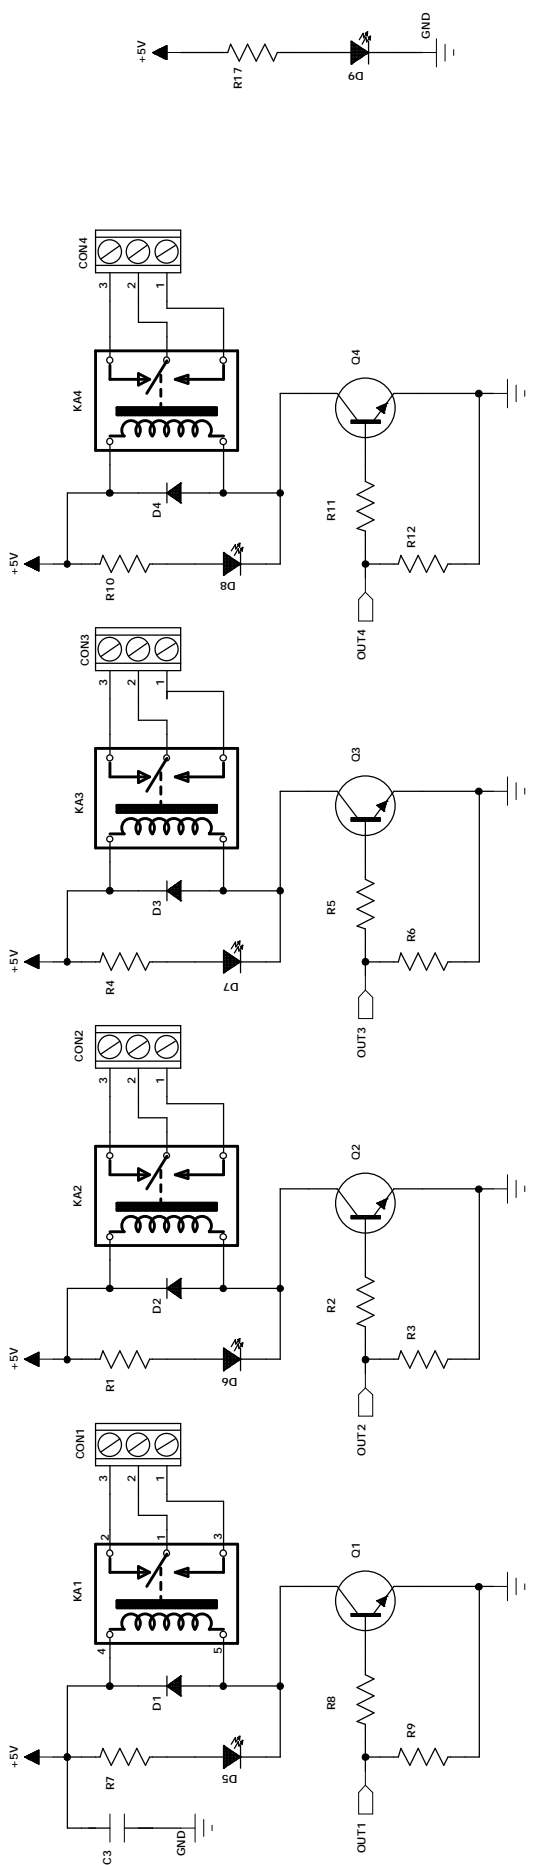 +5V
R17
D9
GND
CON4
3
2
1
KA4
Q4
D4
R11
R12
+5V
R10
D8
OUT4
CON3
3
2
1
KA3
Q3
D3
R5
R6
+5V
R4
D7
OUT3
CON2
3
2
1
KA2
Q2
D2
R2
R3
+5V
R1
D6
OUT2
CON1
3
2
1
2
1
3
KA1
Q1
4
5
D1
R8
R9
+5V
R7
D5
OUT1
C3
GND